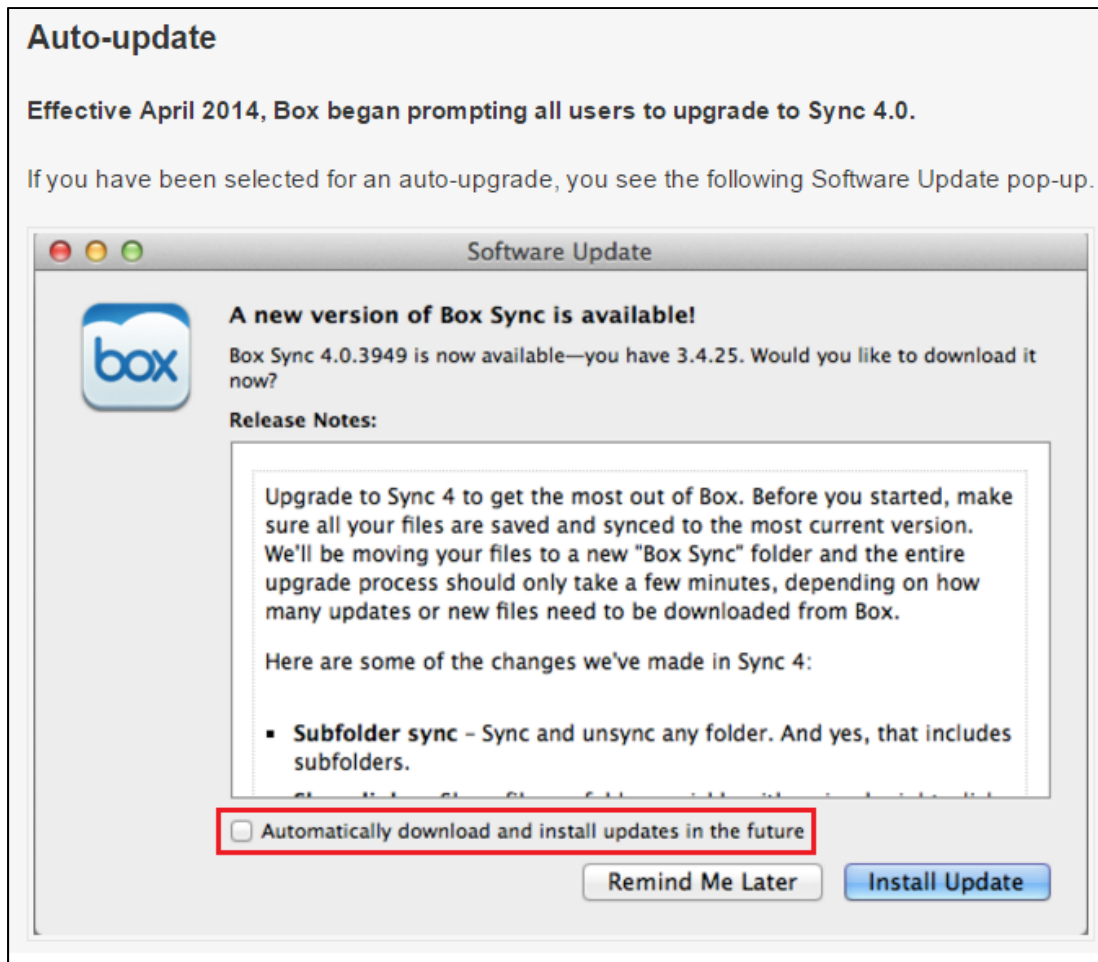 Auto-update
Effective April 2014, Box began prompting all users to upgrade to Sync 4.0.
If you have been selected for an auto-upgrade, you see the following Software Update pop-up.
Software Update
box
A new version of Box Sync is available!
Box Sync 4.0.3949 is now available—you have 3.4.25. Would you like to download it
now?
Release Notes:
Upgrade to Sync 4 to get the most out of Box. Before you started, make
sure all your files are saved and synced to the most current version.
We'll be moving your files to a new "Box Sync" folder and the entire
upgrade process should only take a few minutes, depending on how
many updates or new files need to be downloaded from Box.
Here are some of the changes we've made in Sync 4:
▪ Subfolder sync – Sync and unsync any folder. And yes, that includes
subfolders.
Automatically download and install updates in the future
Remind Me Later
Install Update